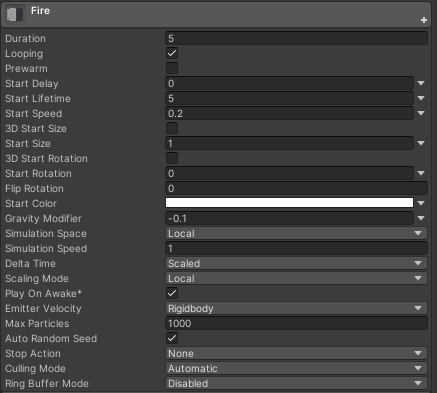 Fire
Duration 5
Looping
Prewarm
Start Delay 0
Start Lifetime 5
Start Speed 0.2
3D Start Size
Start Size 1
3D Start Rotation
Start Rotation 0
Flip Rotation 0
Start Color
Gravity Modifier -0.1
Simulation Space Local
Simulation Speed 1
Delta Time Scaled
Scaling Mode Local
Play On Awake*
Emitter Velocity Rigidbody
Max Particles 1000
Auto Random Seed
Stop Action None
Culling Mode Automatic
Ring Buffer Mode Disabled